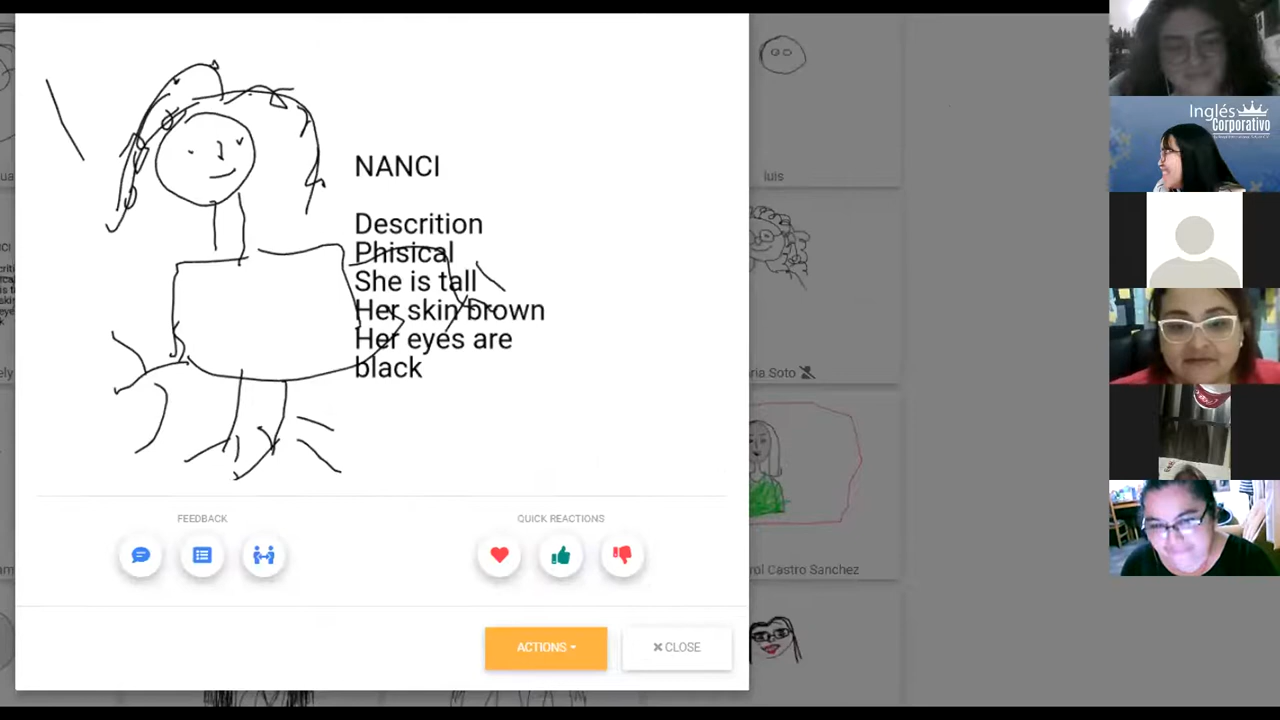 NANCI
Descrition
Phisical
She is tall
Her skin brown
Her eyes are
black
FEEDBACK
QUICK REACTIONS
ACTIONS
CLOSE
luis
ria Soto
rol Castro Sanchez
Inglés
Corporativo